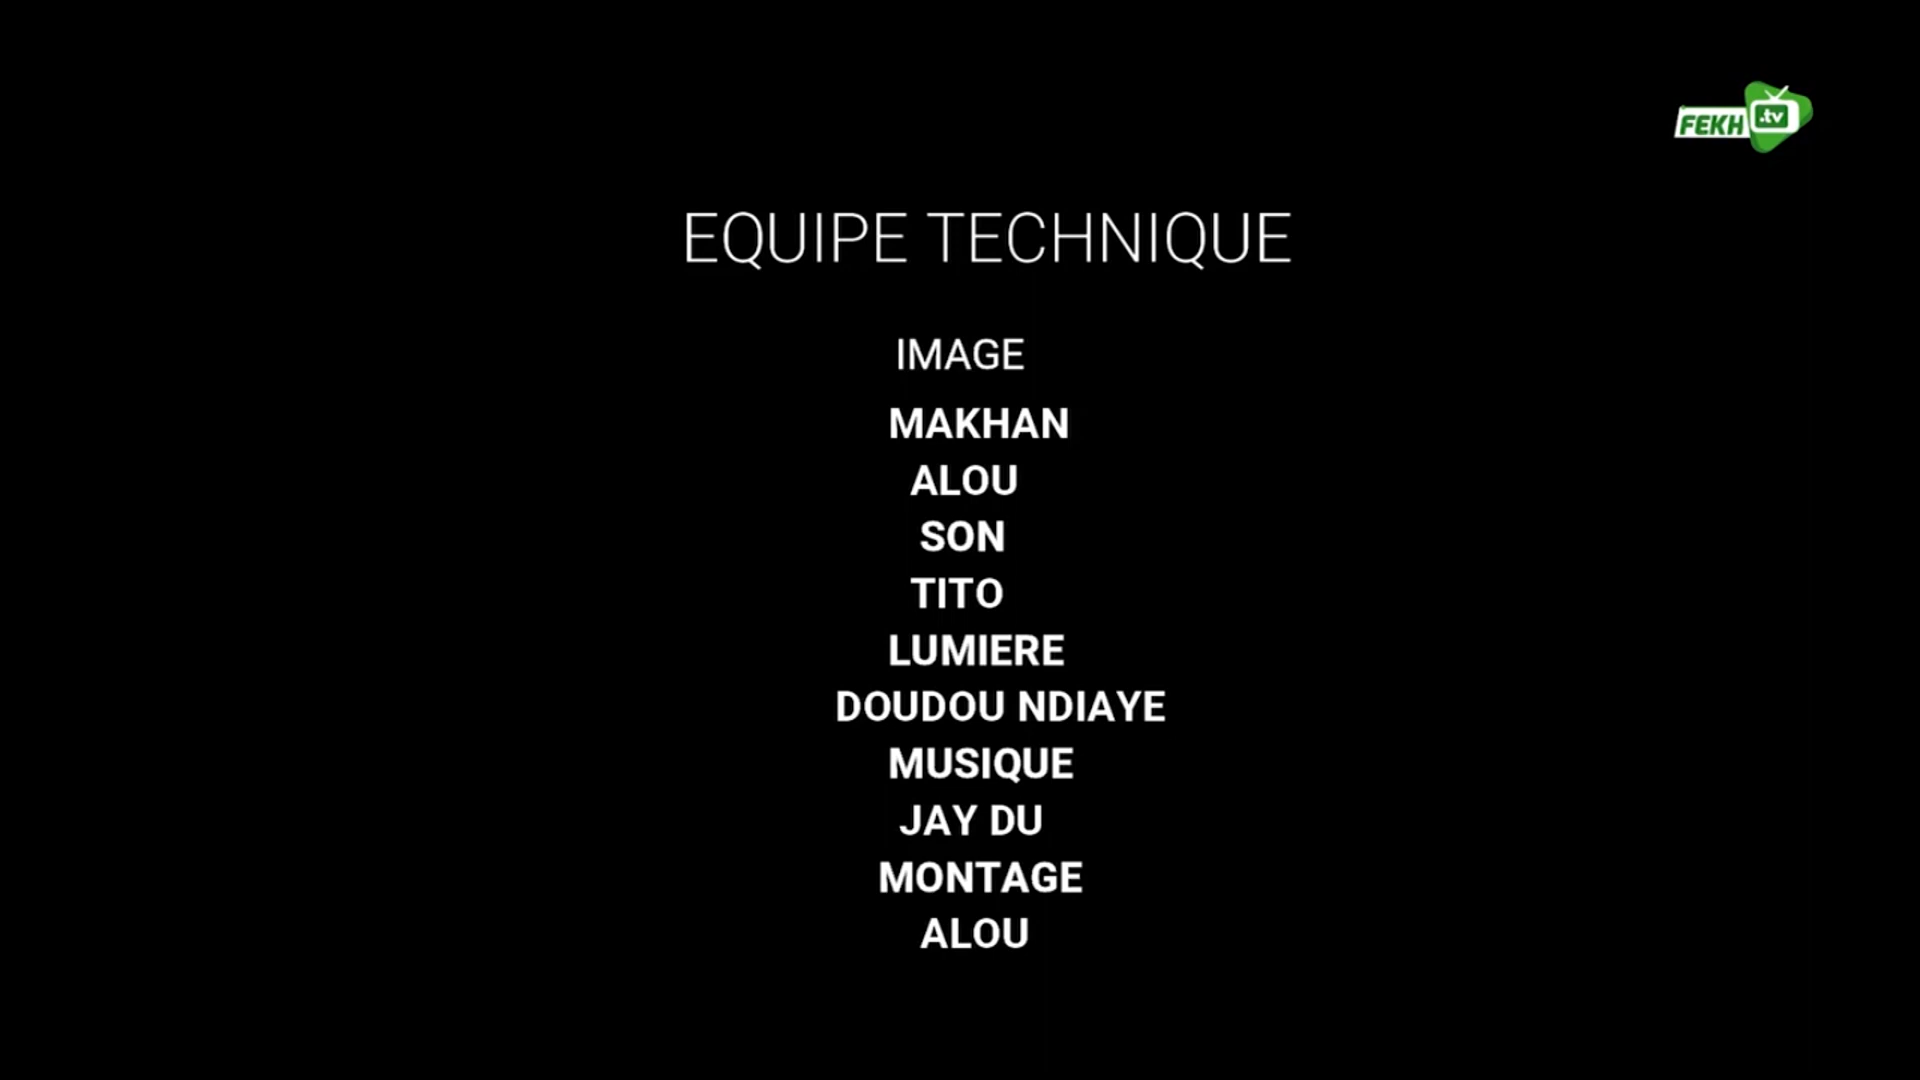 FEKH .tv
EQUIPE TECHNIQUE
IMAGE
MAKHAN
ALOU
SON
TITO
LUMIERE
DOUDOU NDIAYE
MUSIQUE
JAY DU
MONTAGE
ALOU